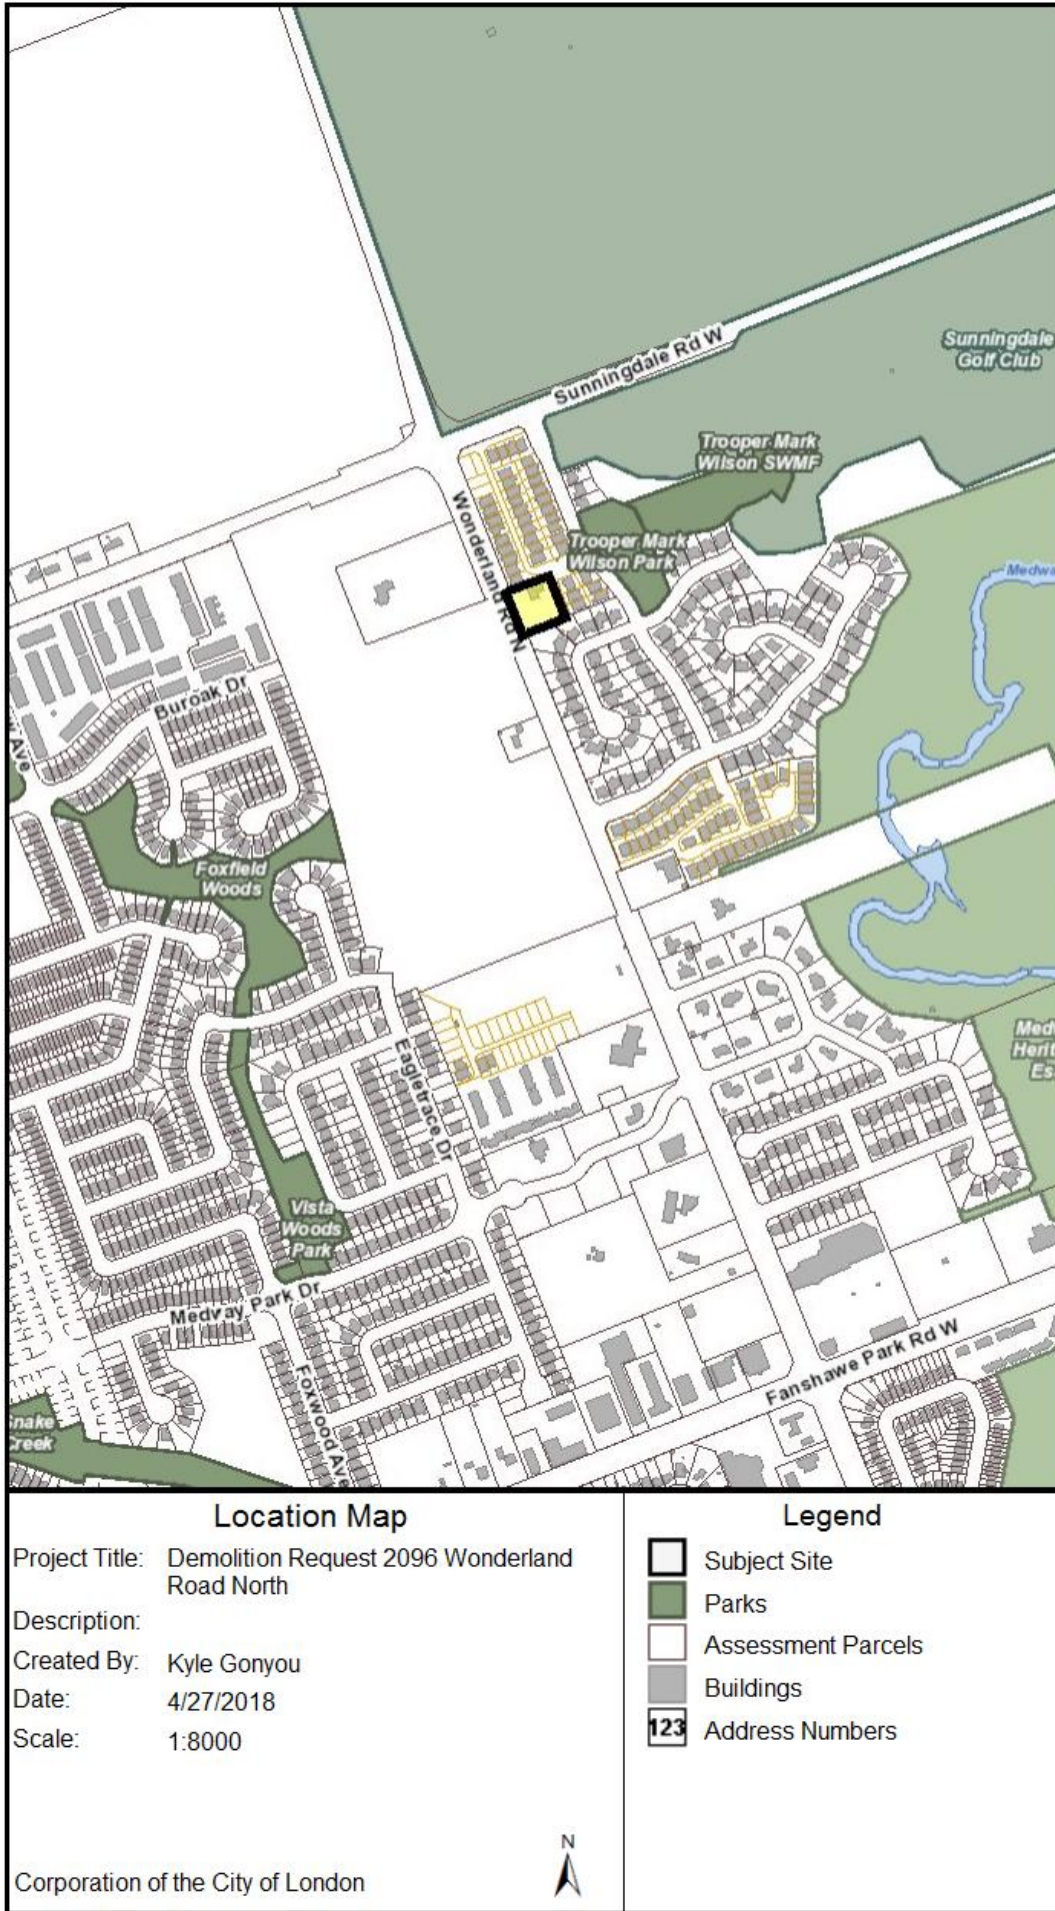 Sunningdale Rd W
Sunningdale
Golf Club
Trooper Mark
Wilson SWMF
Wonderland Rd N
Trooper Mark
Wilson Park
Buroak Dr
Ave
Foxfield
Woods
Eagletrace Dr
Vista
Woods
Park
Medway Park Dr
Fanshawe Park Rd W
Foxwood Ave
Location Map
Project Title: Demolition Request 2096 Wonderland
Road North
Description:
Created By: Kyle Gonyou
Date: 4/27/2018
Scale: 1:8000
N
Corporation of the City of London
Legend
Subject Site
Parks
Assessment Parcels
Buildings
123 Address Numbers